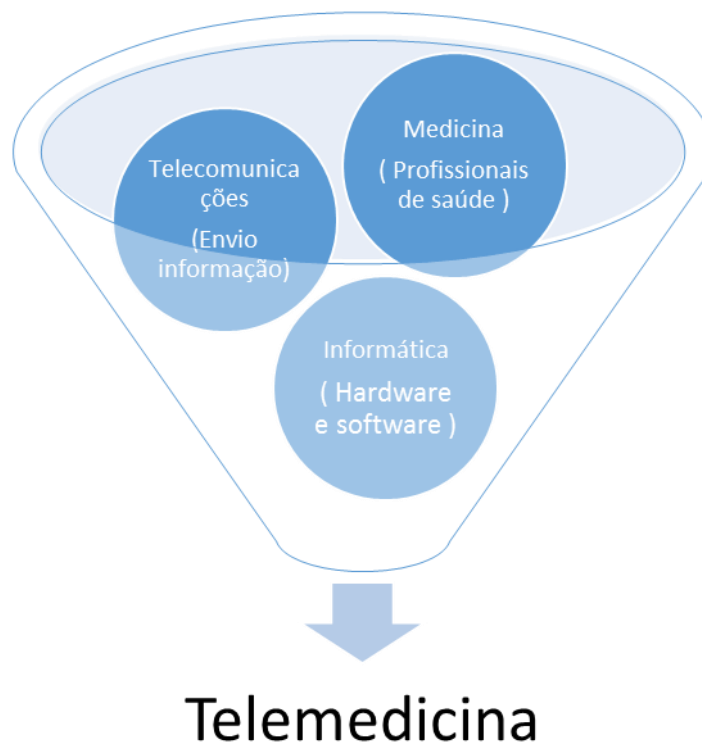 Medicina
( Profissionais
de saúde )
Telecomunica
ções
(Envio
informação)
Informática
( Hardware
e software )
Telemedicina